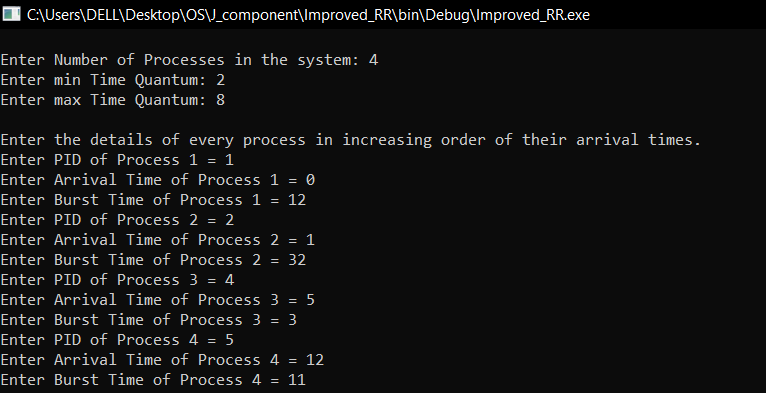 C:\Users\DELL\Desktop\OS\J_component\Improved_RR\bin\Debug\Improved_RR.exe
Enter Number of Processes in the system: 4
Enter min Time Quantum: 2
Enter max Time Quantum: 8
Enter the details of every process in increasing order of their arrival times.
Enter PID of Process 1 = 1
Enter Arrival Time of Process 1 = 0
Enter Burst Time of Process 1 = 12
Enter PID of Process 2 = 2
Enter Arrival Time of Process 2 = 1
Enter Burst Time of Process 2 = 32
Enter PID of Process 3 = 4
Enter Arrival Time of Process 3 = 5
Enter Burst Time of Process 3 = 3
Enter PID of Process 4 = 5
Enter Arrival Time of Process 4 = 12
Enter Burst Time of Process 4 = 11